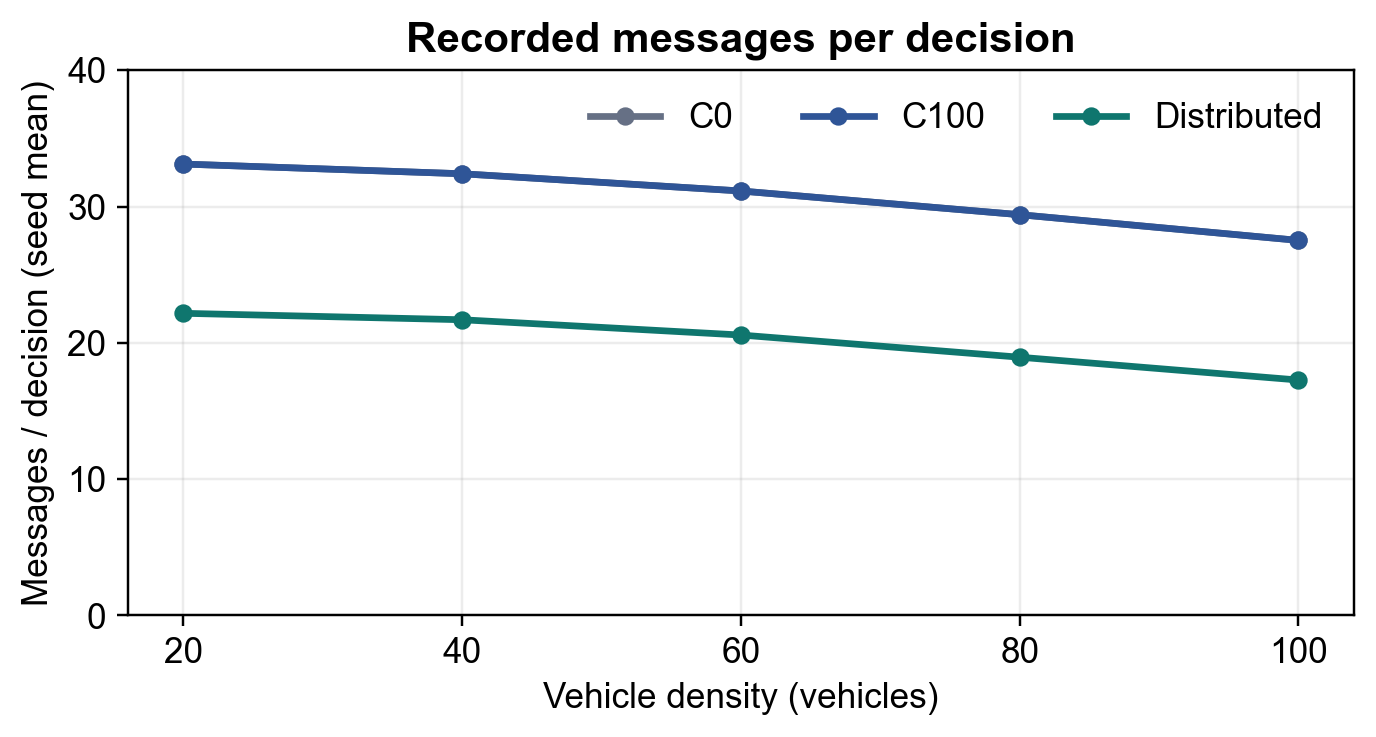 Recorded messages per decision
Messages / decision (seed mean)
40
30
20
10
0
C0 C100 Distributed
20 40 60 80 100
Vehicle density (vehicles)